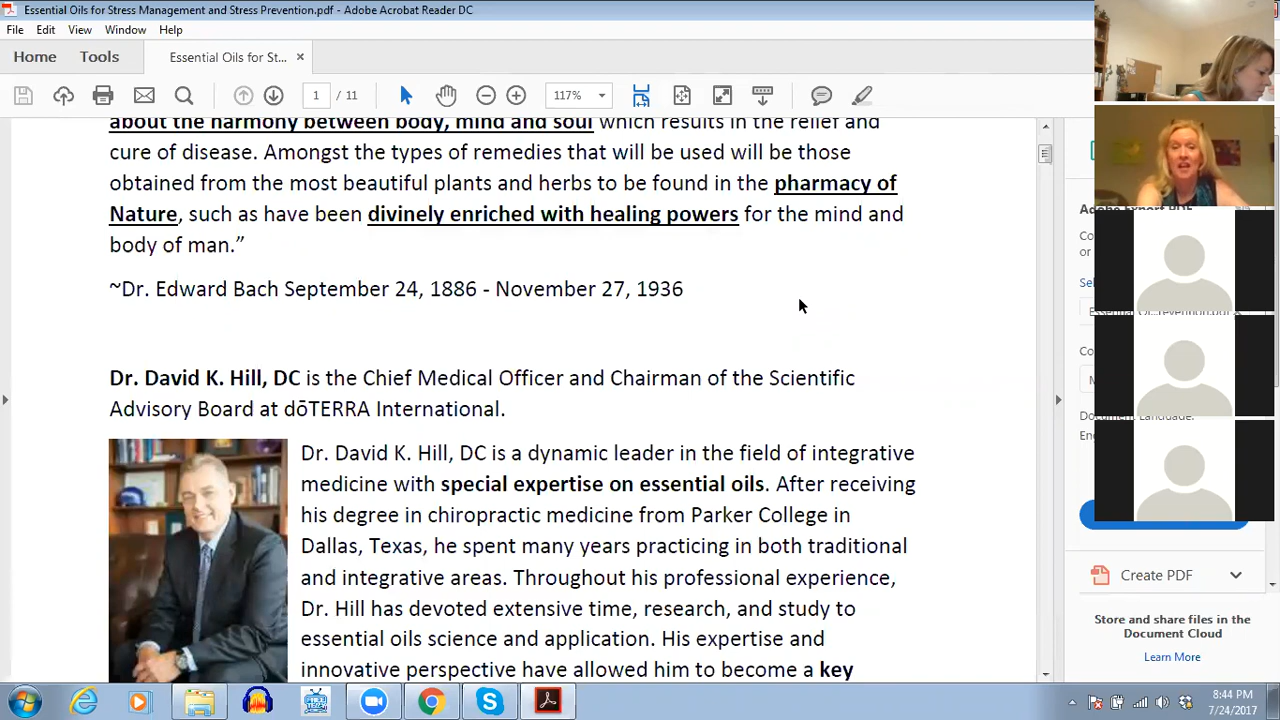 Essential Oils for Stress Management and Stress Prevention.pdf - Adobe Acrobat Reader DC
File Edit View Window Help
Home Tools Essential Oils for St... ×
1 / 11 117%
about the harmony between body, mind and soul which results in the relief and
cure of disease. Amongst the types of remedies that will be used will be those
obtained from the most beautiful plants and herbs to be found in the pharmacy of
Nature, such as have been divinely enriched with healing powers for the mind and
body of man.”
~Dr. Edward Bach September 24, 1886 - November 27, 1936
Dr. David K. Hill, DC is the Chief Medical Officer and Chairman of the Scientific
Advisory Board at dōTERRA International.
Dr. David K. Hill, DC is a dynamic leader in the field of integrative
medicine with special expertise on essential oils. After receiving
his degree in chiropractic medicine from Parker College in
Dallas, Texas, he spent many years practicing in both traditional
and integrative areas. Throughout his professional experience,
Dr. Hill has devoted extensive time, research, and study to
essential oils science and application. His expertise and
innovative perspective have allowed him to become a key
Create PDF
Store and share files in the
Document Cloud
Learn More
8:44 PM
7/24/2017